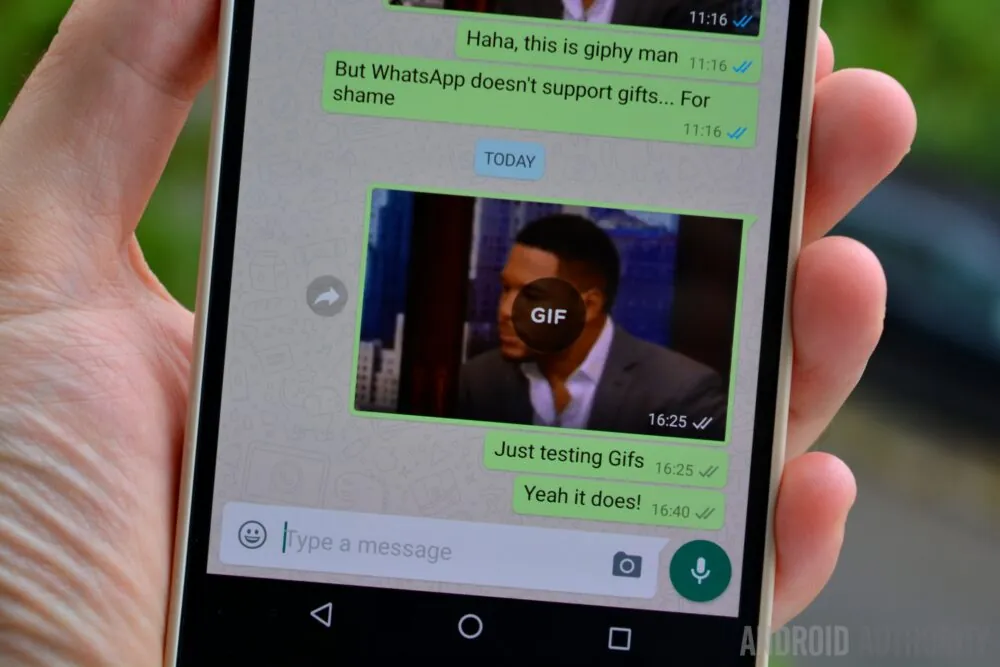 11:16
Haha, this is giphy man 11:16
But WhatsApp doesn't support gifts... For
shame
11:16
TODAY
GIF
16:25
Just testing Gifs 16:25
Yeah it does! 16:40
Type a message
ANDROID AUTHORITY